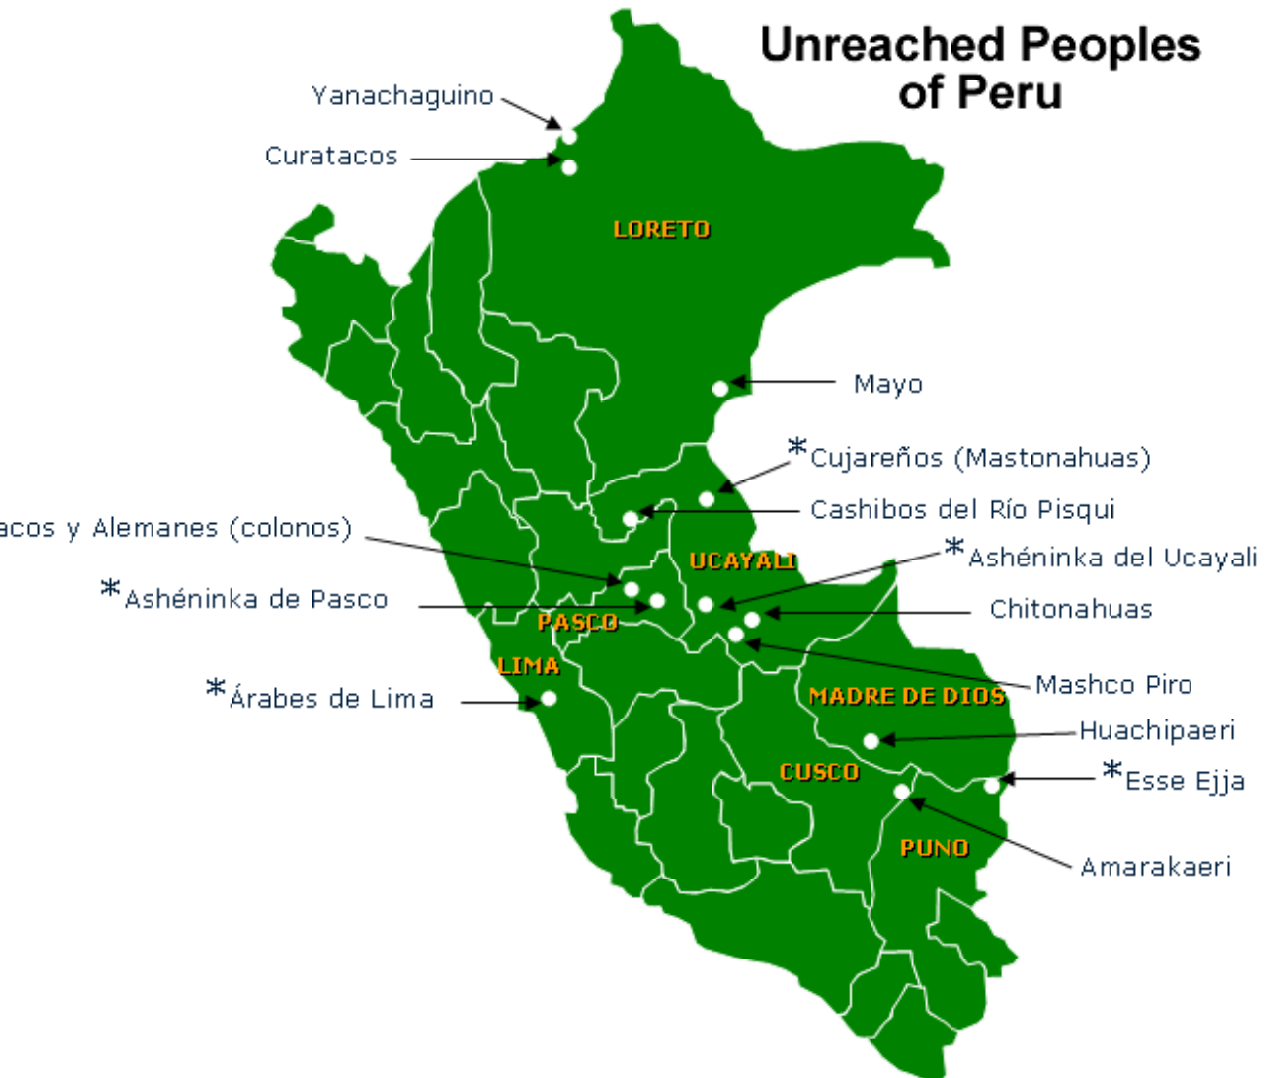 Unreached Peoples
of Peru
Yanachaguino
Curatacos
LORETO
Mayo
*Cujareños (Mastonahuas)
Cashibos del Río Pisqui
acos y Alemanes (colonos)
UCAYALI
*Ashéninka del Ucayali
*Ashéninka de Pasco
Chitonahuas
PASCO
LIMA
Mashco Piro
*Árabes de Lima
MADRE DE DIOS
Huachipaeri
CUSCO
*Esse Ejja
PUNO
Amarakaeri